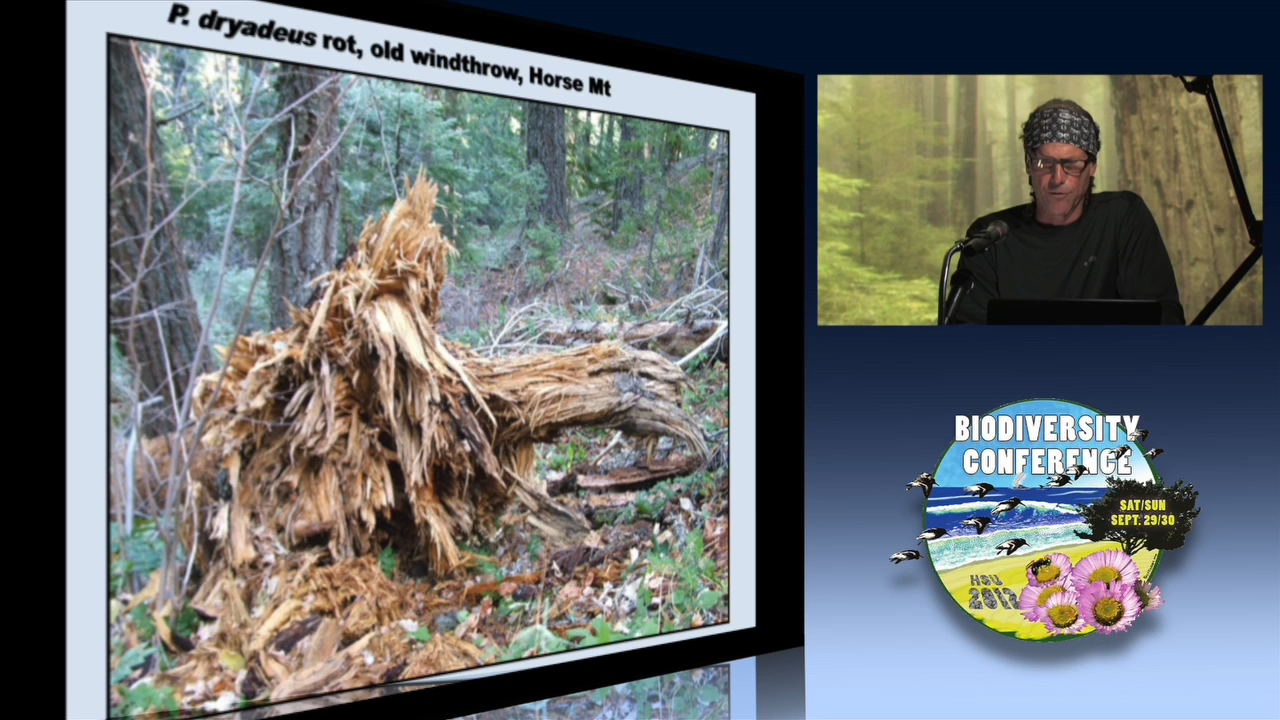 P. dryadeus rot, old windthrow, Horse Mt
BIODIVERSITY
CONFERENCE
SAT/SUN
SEPT. 29/30
HSU
2012